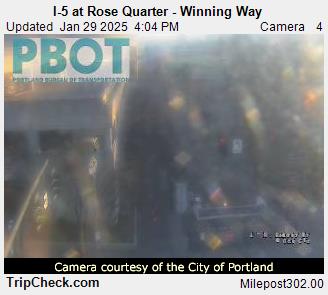 I-5 at Rose Quarter - Winning Way
Updated Jan 29 2025 4:04 PM Camera 4
PBOT
PORTLAND BUREAU OF TRANSPORTATION
Camera courtesy of the City of Portland
TripCheck.com Milepost302.00